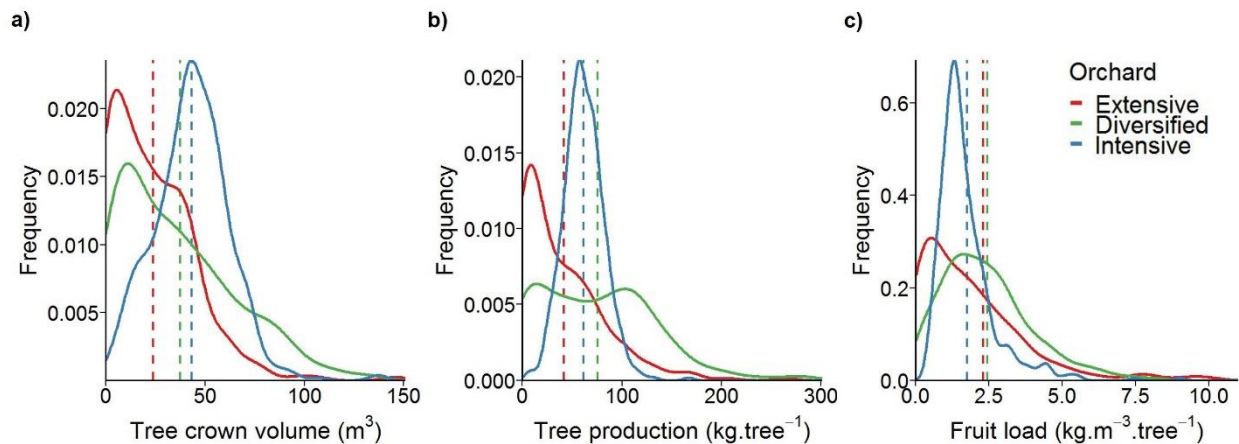 a)
Frequency
0.020
0.015
0.010
0.005
0
50
100
150
Tree crown volume (m³)
b)
Frequency
0.020
0.015
0.010
0.005
0.000
0
100
200
300
Tree production (kg.tree⁻¹)
c)
Frequency
0.6
0.4
0.2
0.0
0.0
2.5
5.0
7.5
10.0
Fruit load (kg.m⁻³.tree⁻¹)
Orchard
Extensive
Diversified
Intensive